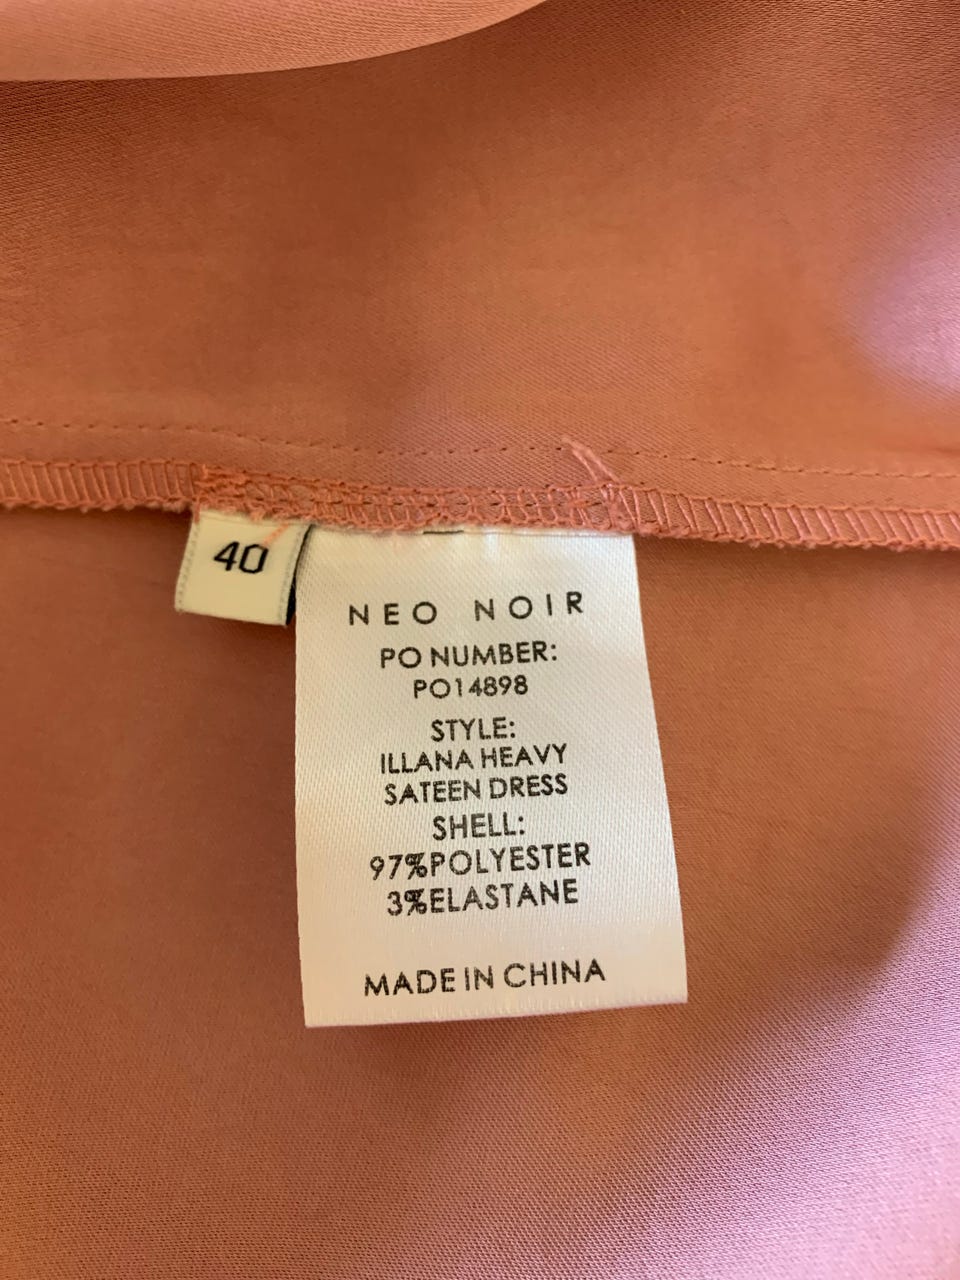 40
NEO NOIR
PO NUMBER:
PO14898
STYLE:
ILLANA HEAVY
SATEEN DRESS
SHELL:
97%POLYESTER
3%ELASTANE
MADE IN CHINA